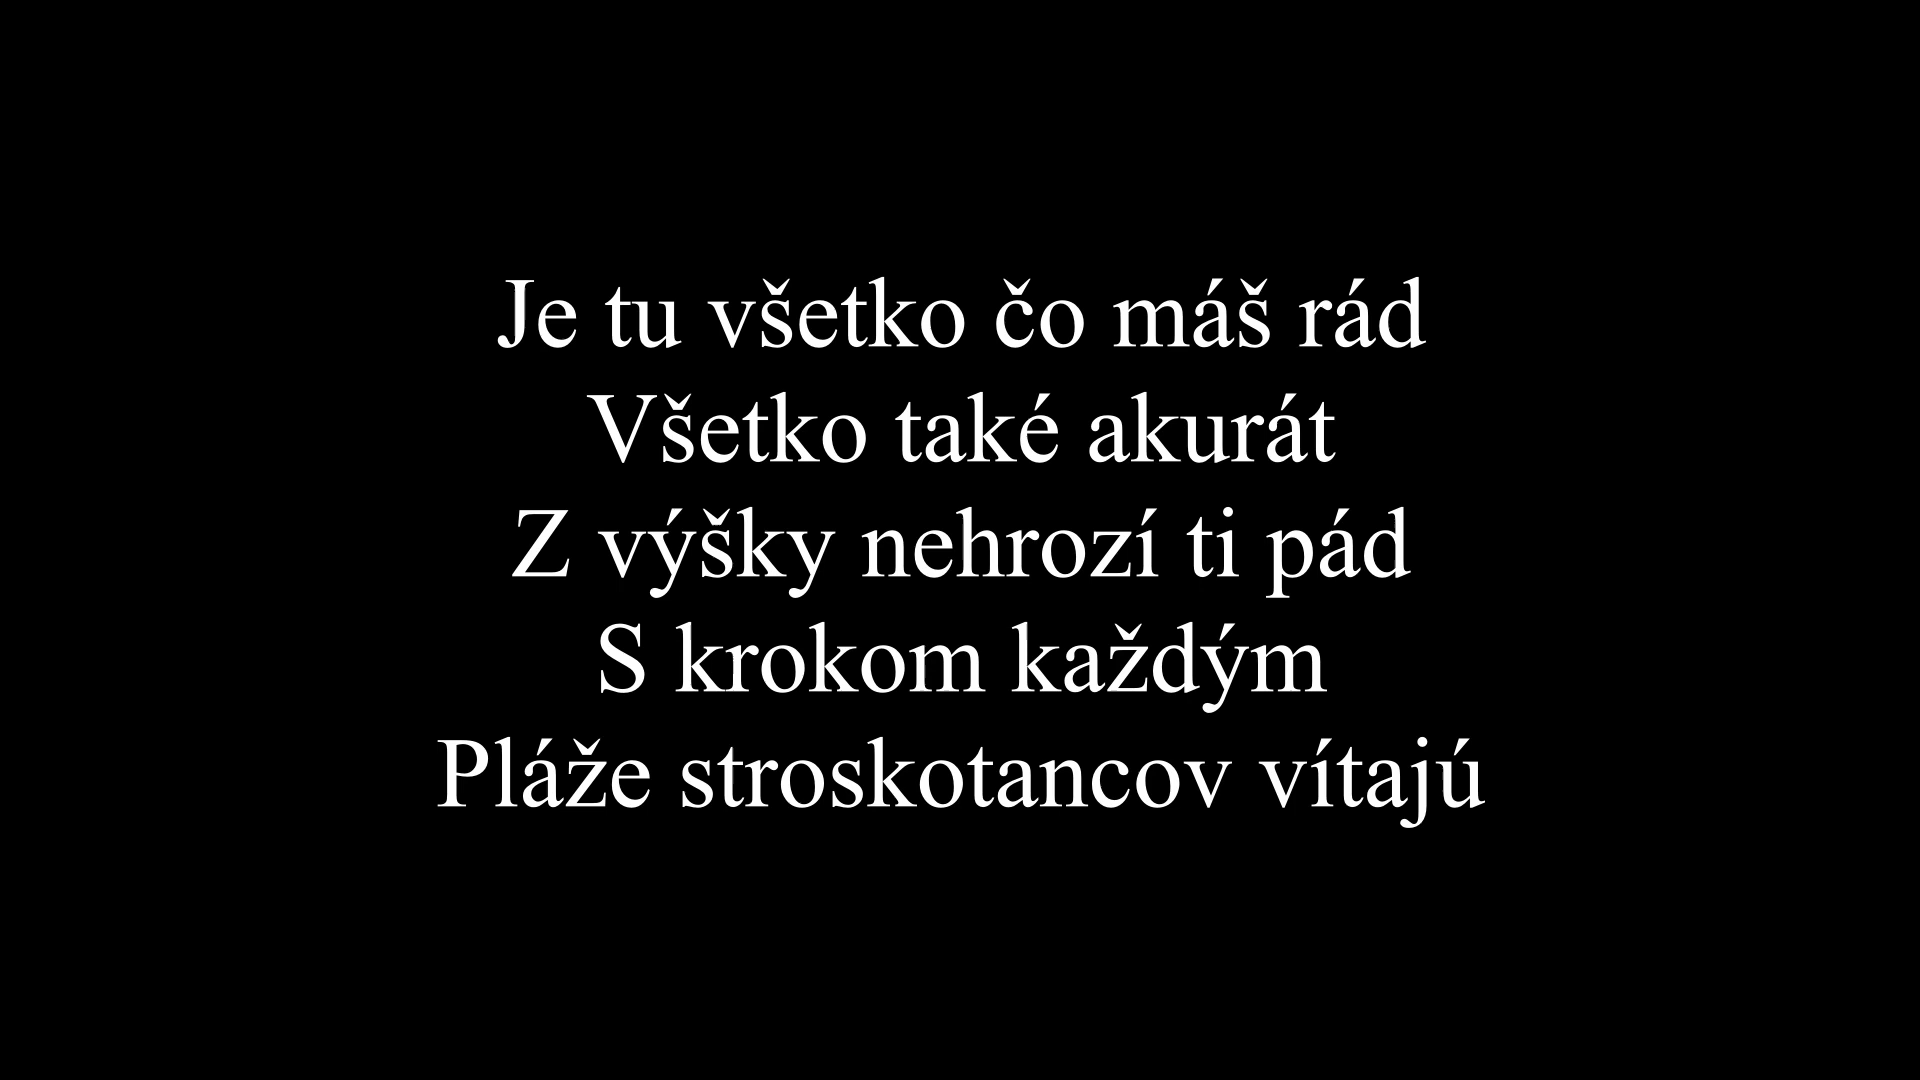 Je tu všetko čo máš rád
Všetko také akurát
Z výšky nehrozí ti pád
S krokom každým
Pláže stroskotancov vítajú